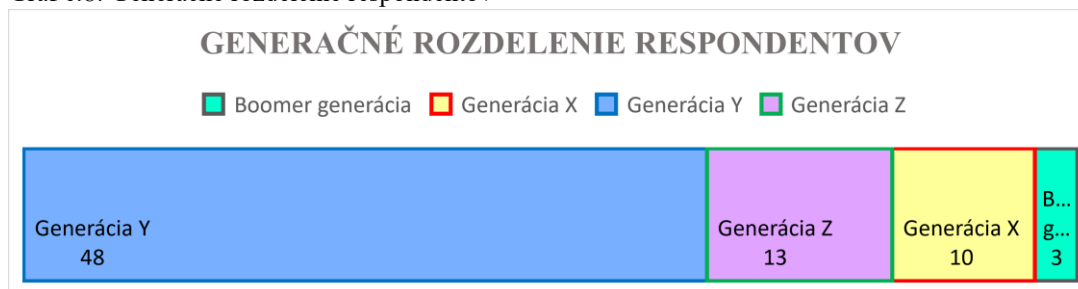 GENERAČNÉ ROZDELENIE RESPONDENTOV
Boomer generácia Generácia X Generácia Y Generácia Z
Generácia Y
48
Generácia Z
13
Generácia X
10
B...
g...
3